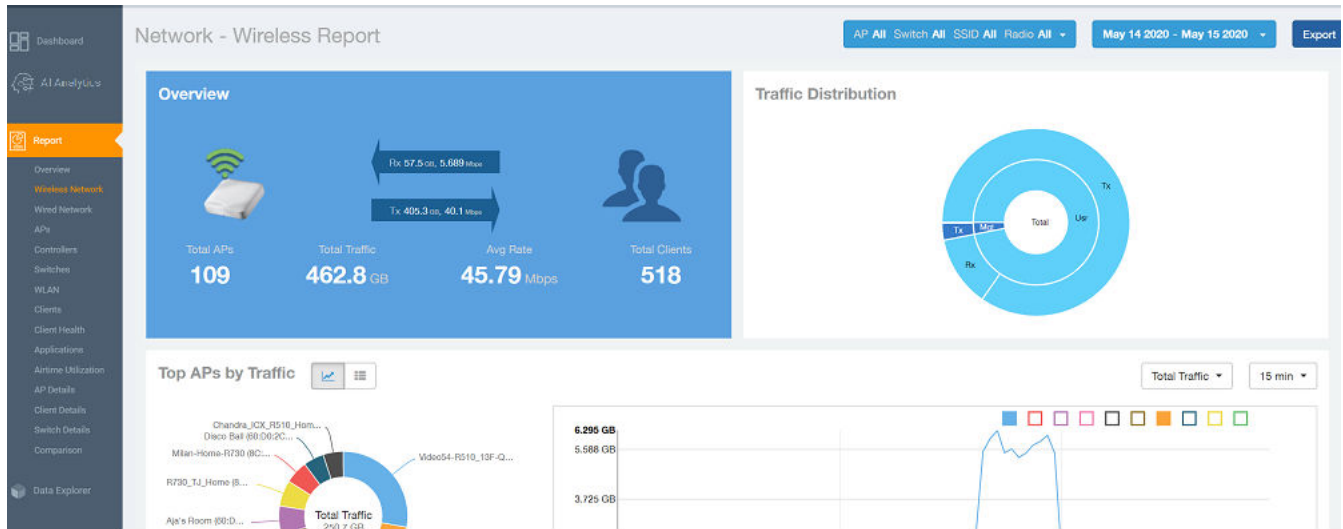 Dashboard
AI Analytics
Report
Overview
Wireless Network
Wired Network
APs
Controllers
Switches
WLAN
Clients
Client Health
Applications
Airtime Utilization
AP Details
Client Details
Switch Details
Comparison
Data Explorer
Network - Wireless Report
AP All Switch All SSID All Radio All
May 14 2020 - May 15 2020
Export
Overview
Rx 57.5 GB, 5.689 Mbps
Tx 405.3 GB, 40.1 Mbps
Total APs
109
Total Traffic
462.8 GB
Avg Rate
45.79 Mbps
Total Clients
518
Traffic Distribution
Tx
Usr
Total
Mgt
Tx
Rx
Top APs by Traffic
Total Traffic
15 min
Chandra_ICX_R510_Hom...
Disco Ball (60:D0:2C...
Milan-Home-R730 (8C:...
R730_TJ_Home (8...
Aja's Room (60:D...
Video54-R510_13F-Q...
Total Traffic
250.7 GB
6.295 GB
5.588 GB
3.725 GB